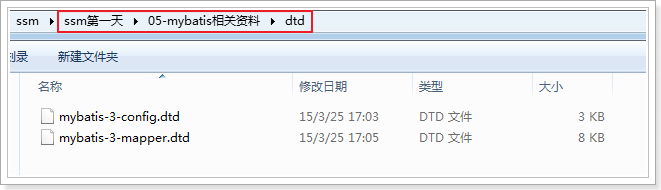 ssm ▸ ssm第一天 ▸ 05-mybatis相关资料 ▸ dtd
刻录 新建文件夹
名称 修改日期 类型 大小
mybatis-3-config.dtd 15/3/25 17:03 DTD 文件 3 KB
mybatis-3-mapper.dtd 15/3/25 17:05 DTD 文件 8 KB